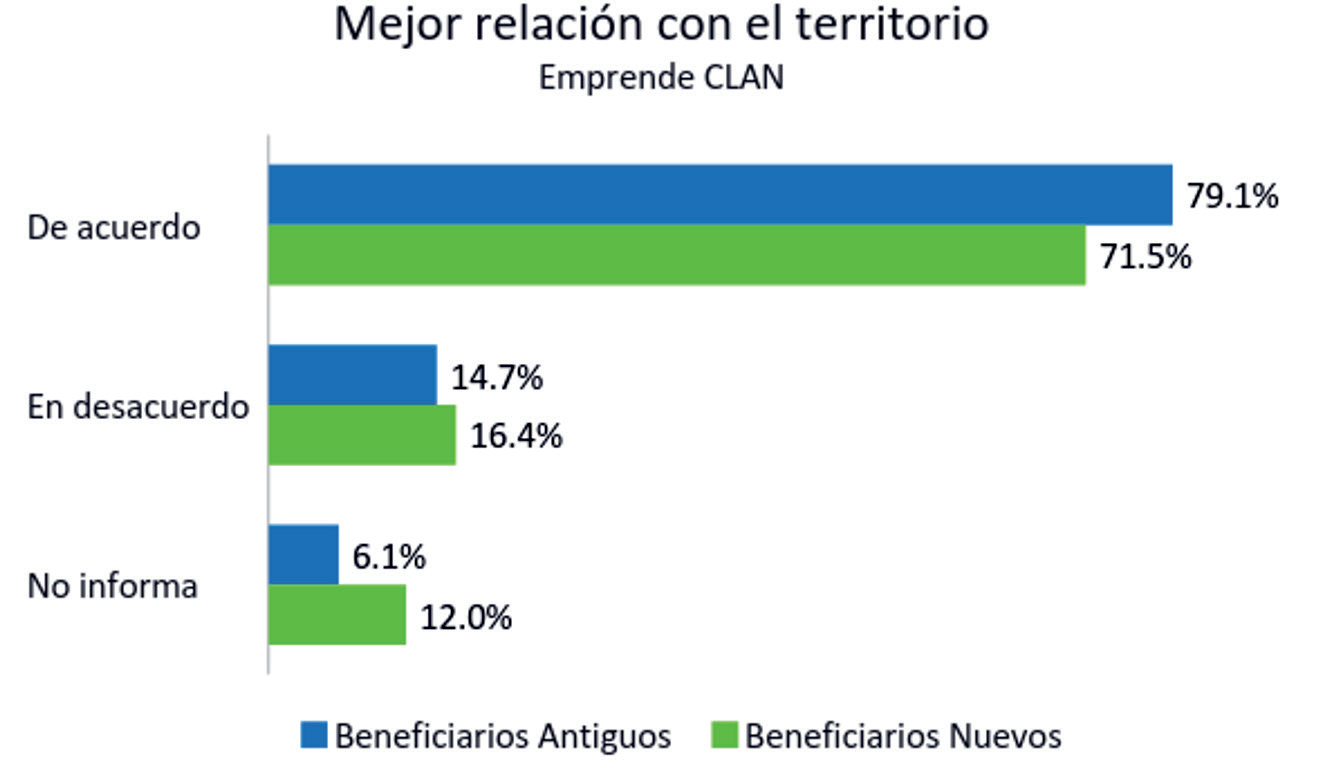 Mejor relación con el territorio
Emprende CLAN
De acuerdo
79.1%
71.5%
En desacuerdo
14.7%
16.4%
No informa
6.1%
12.0%
Beneficiarios Antiguos
Beneficiarios Nuevos